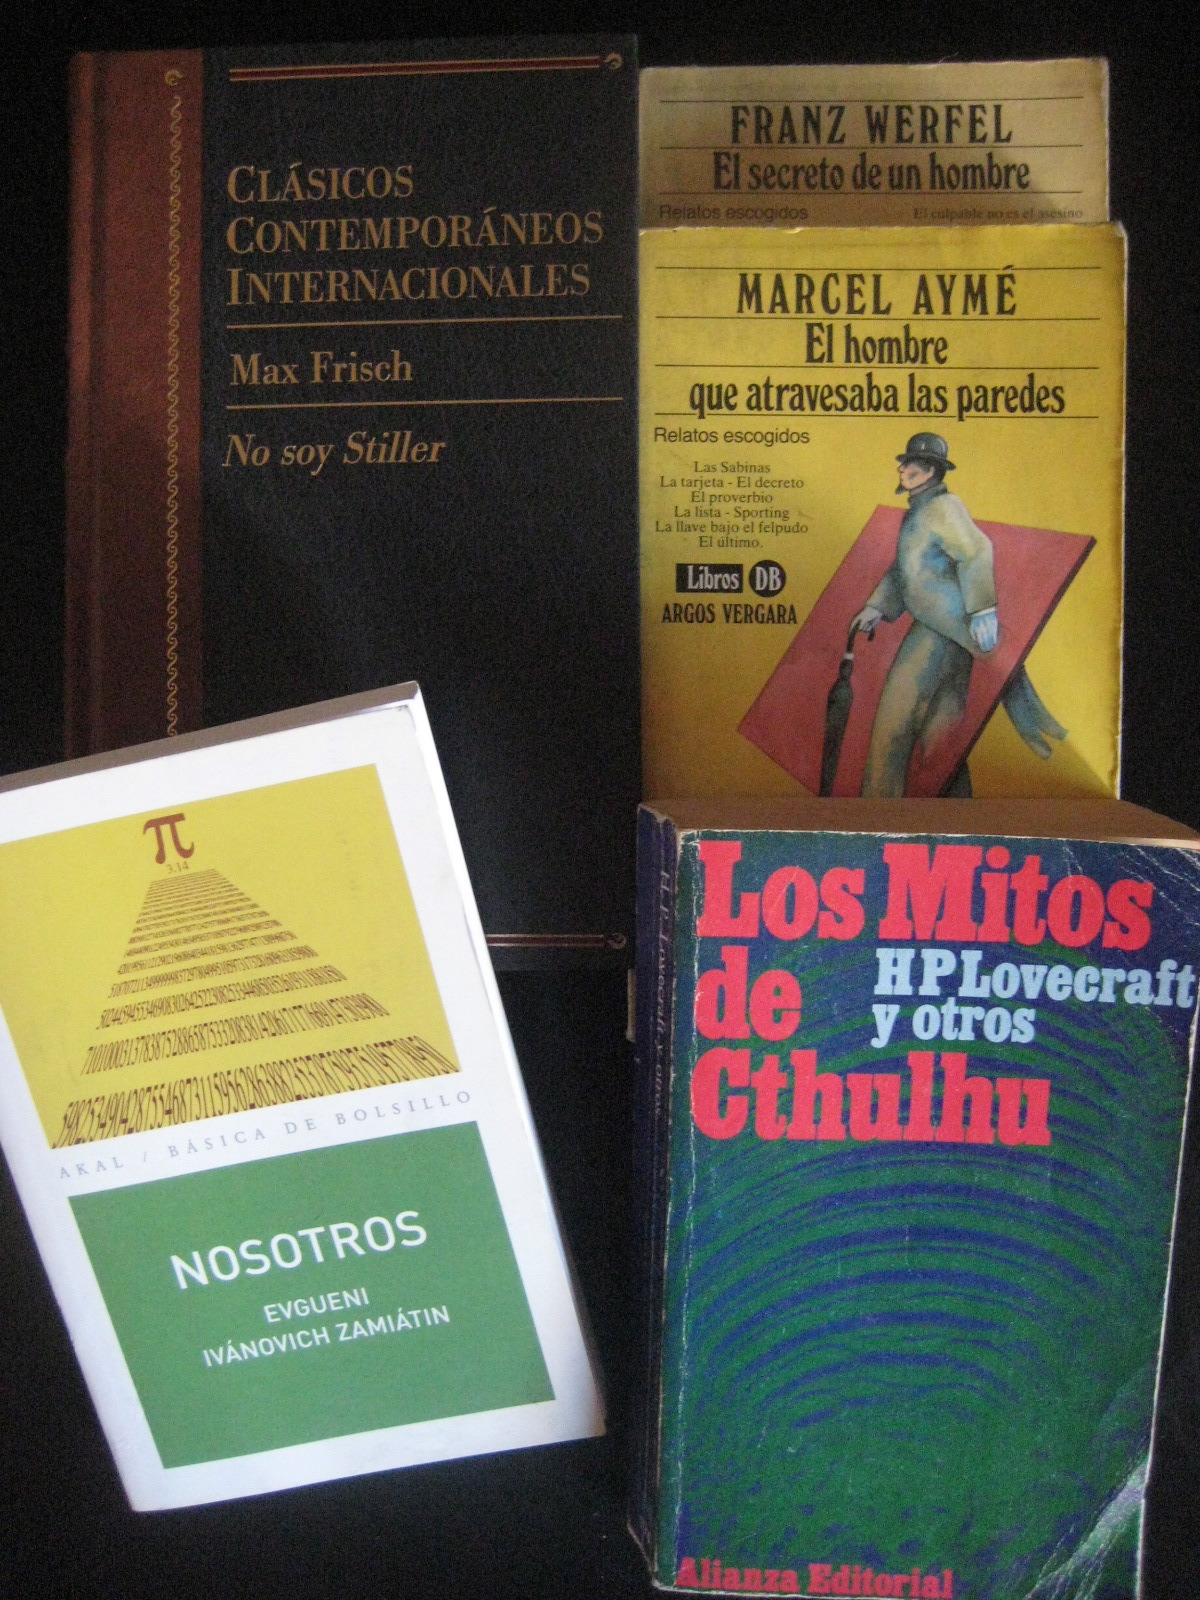 CLÁSICOS
CONTEMPORÁNEOS
INTERNACIONALES
Max Frisch
No soy Stiller
FRANZ WERFEL
El secreto de un hombre
Relatos escogidos
El culpable no es el asesino
MARCEL AYMÉ
El hombre
que atravesaba las paredes
Relatos escogidos
Las Sabinas
La tarjeta - El decreto
El proverbio
La lista - Sporting
La llave bajo el felpudo
El último.
Libros DB
ARGOS VERGARA
π
3,14
AKAL / BÁSICA DE BOLSILLO
NOSOTROS
EVGUENI
IVÁNOVICH ZAMIÁTIN
H. P. Lovecraft y otros
Los Mitos
de
Cthulhu
HP Lovecraft
y otros
Alianza Editorial